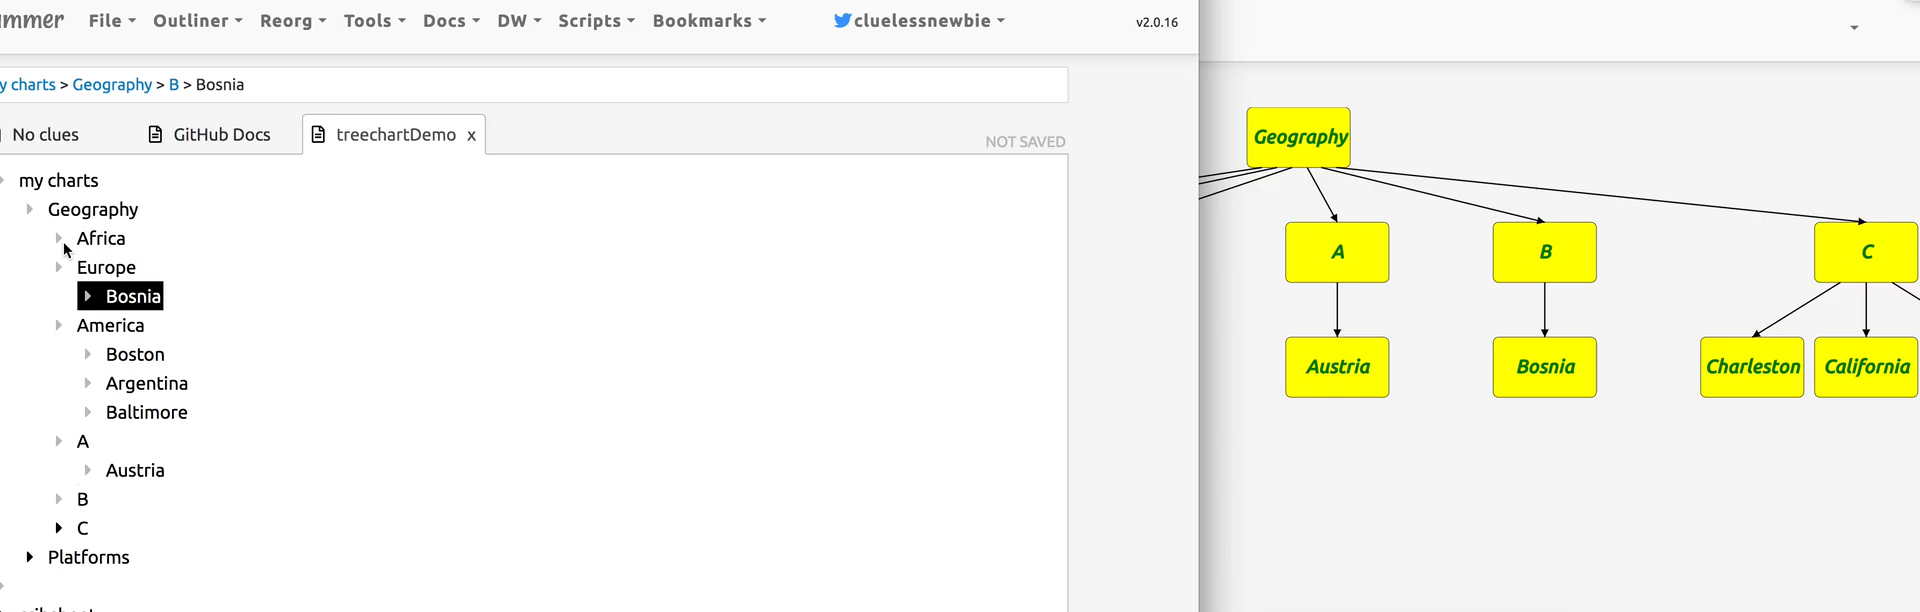 mmer File Outliner Reorg Tools Docs DW Scripts Bookmarks cluelessnewbie v2.0.16
y charts > Geography > B > Bosnia
No clues GitHub Docs treechartDemo x NOT SAVED
my charts
Geography
Africa
Europe
Bosnia
America
Boston
Argentina
Baltimore
A
Austria
B
C
Platforms
Geography
A B C
Austria Bosnia Charleston California